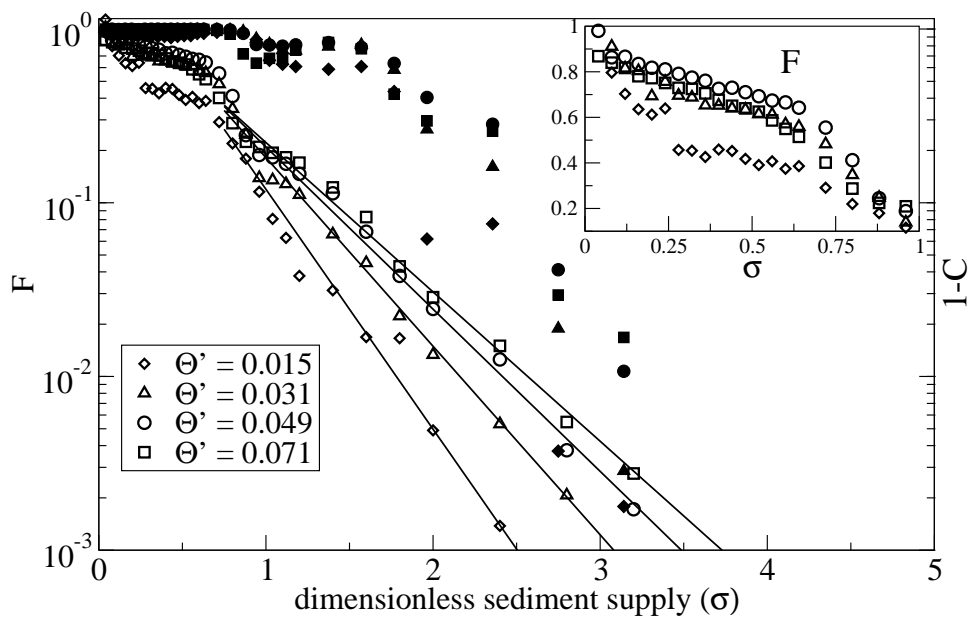 10^0
10^-1
10^-2
10^-3
F
0
1
2
3
4
5
dimensionless sediment supply (σ)
1-C
Θ' = 0.015
Θ' = 0.031
Θ' = 0.049
Θ' = 0.071
1
0.8
0.6
0.4
0.2
F
0
0.25
0.5
0.75
1
σ